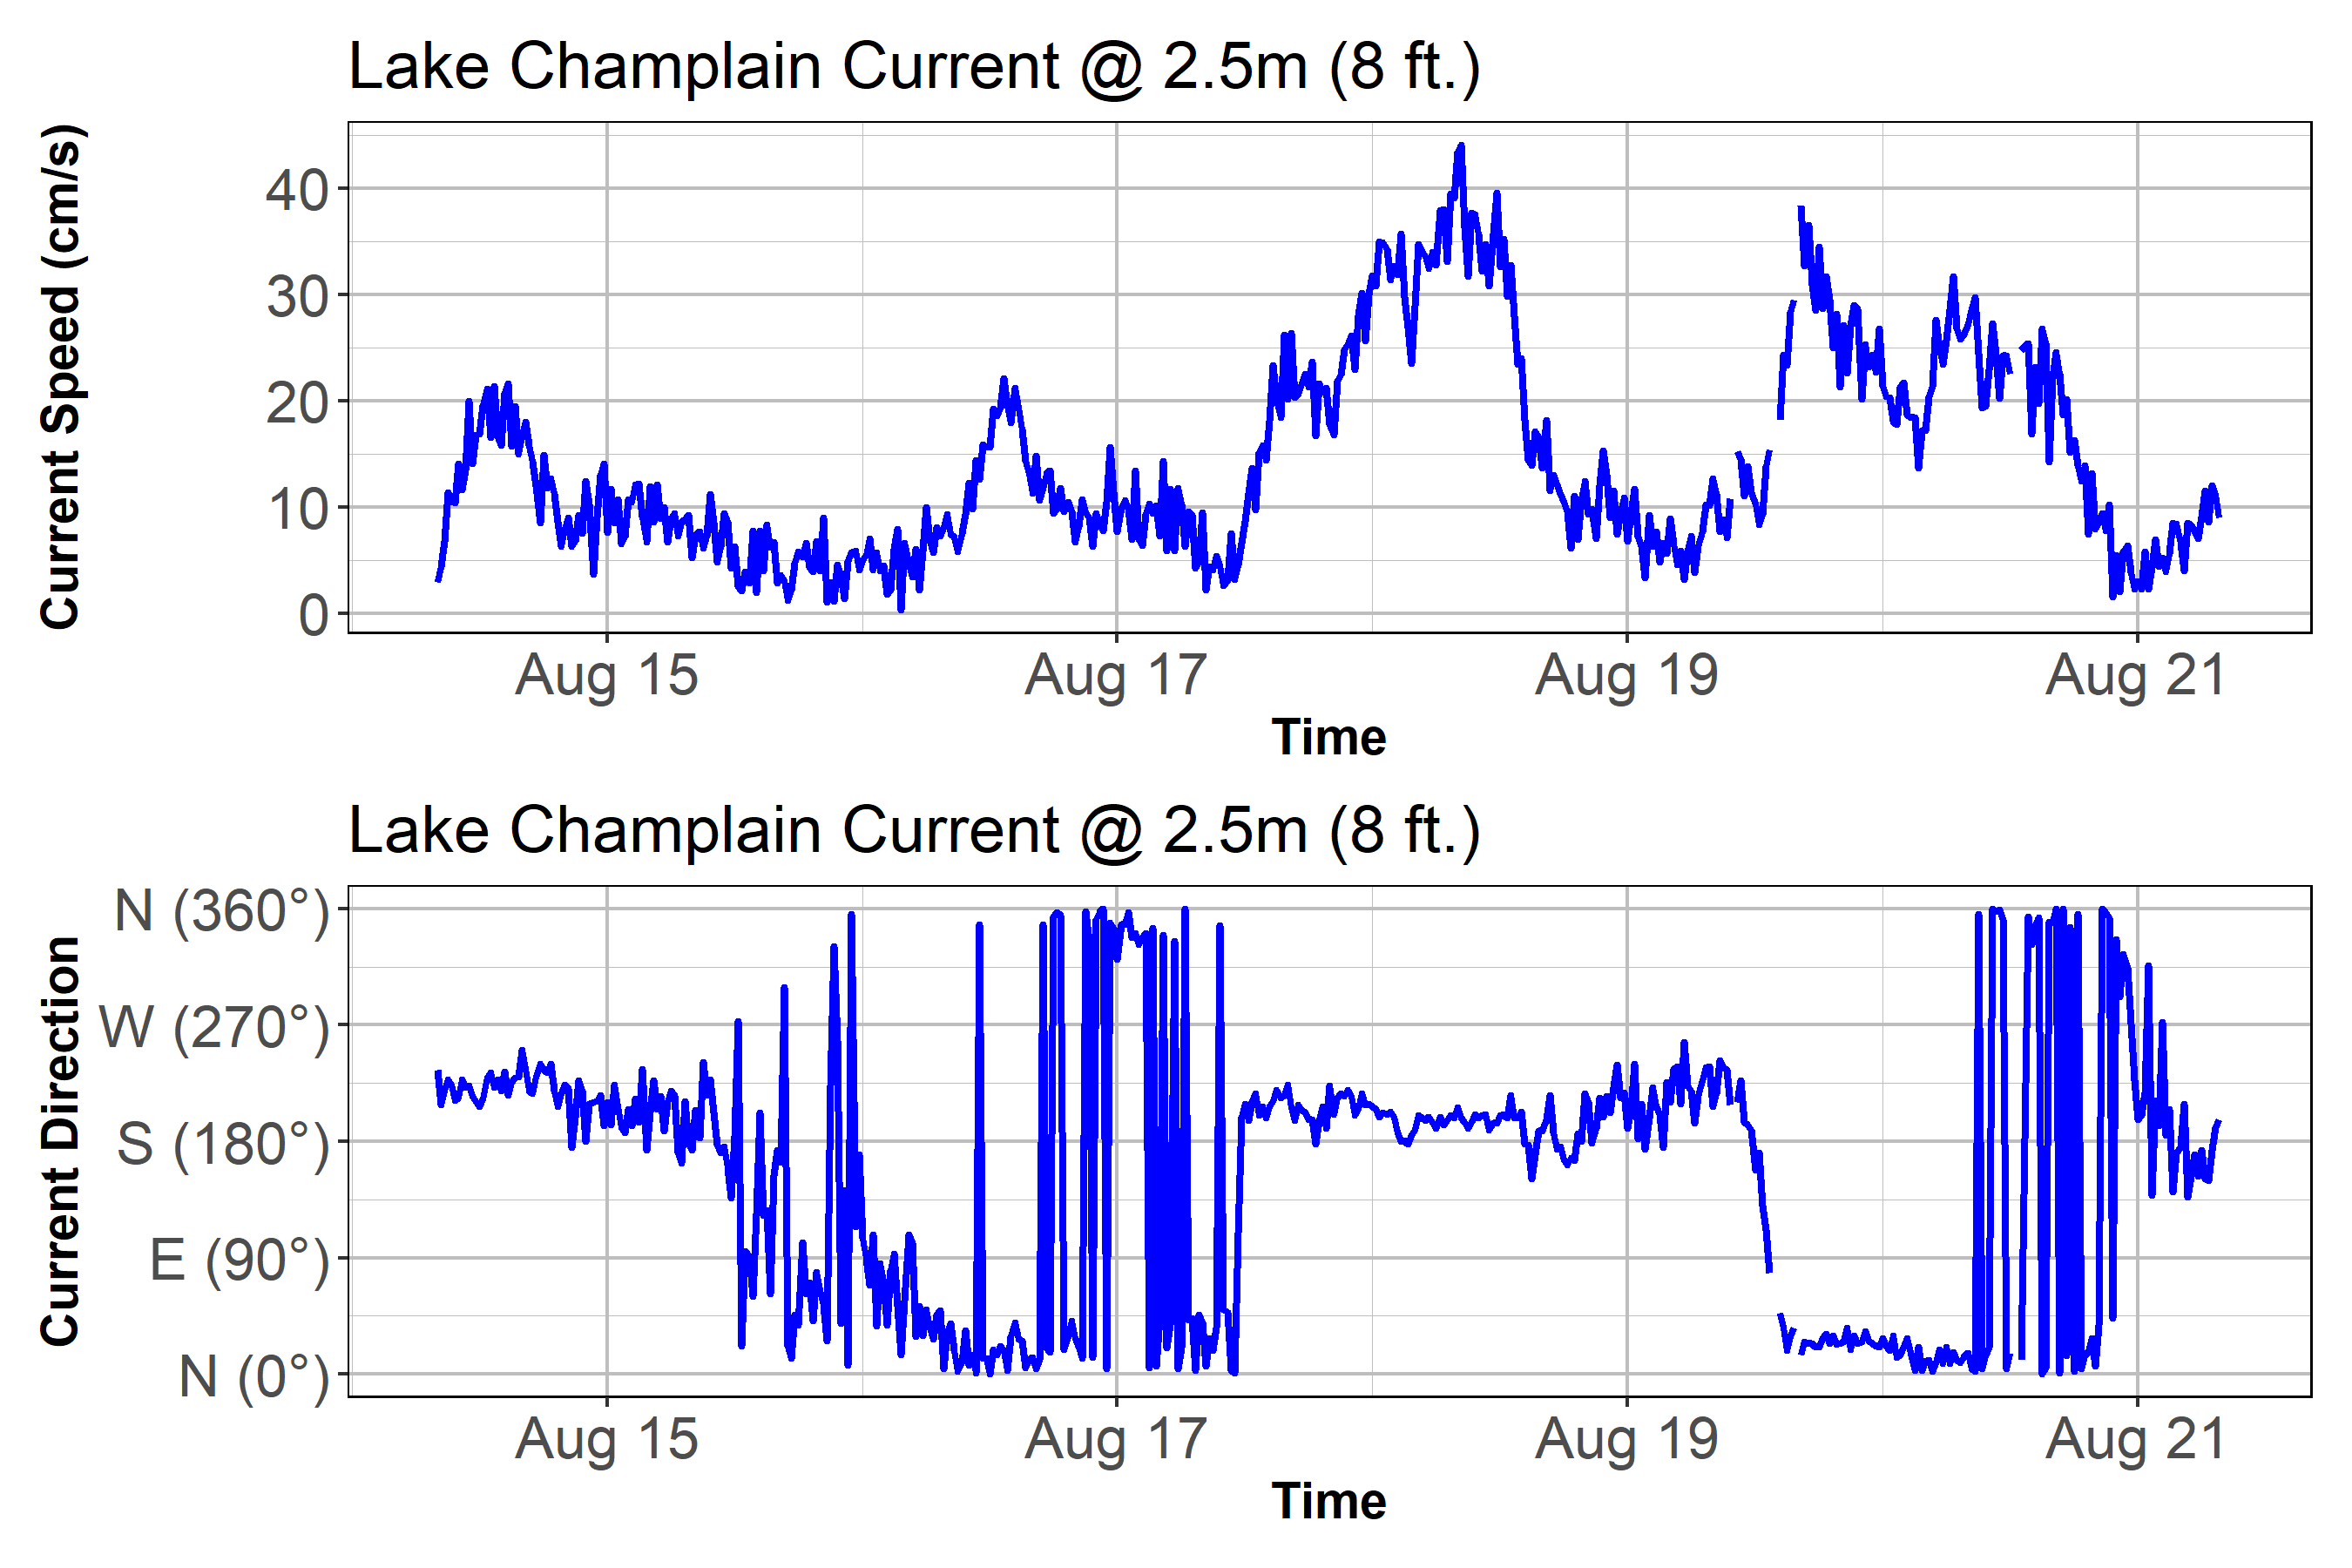 Lake Champlain Current @ 2.5m (8 ft.)
Current Speed (cm/s)
40
30
20
10
0
Aug 15 Aug 17 Aug 19 Aug 21
Time
Lake Champlain Current @ 2.5m (8 ft.)
Current Direction
N (360°)
W (270°)
S (180°)
E (90°)
N (0°)
Aug 15 Aug 17 Aug 19 Aug 21
Time